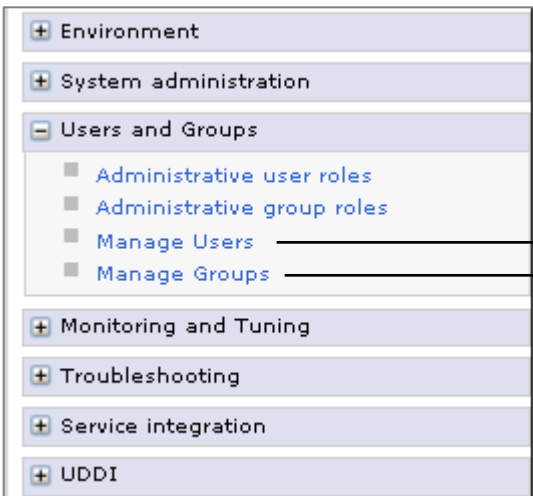 Environment
System administration
Users and Groups
Administrative user roles
Administrative group roles
Manage Users
Manage Groups
Monitoring and Tuning
Troubleshooting
Service integration
UDDI